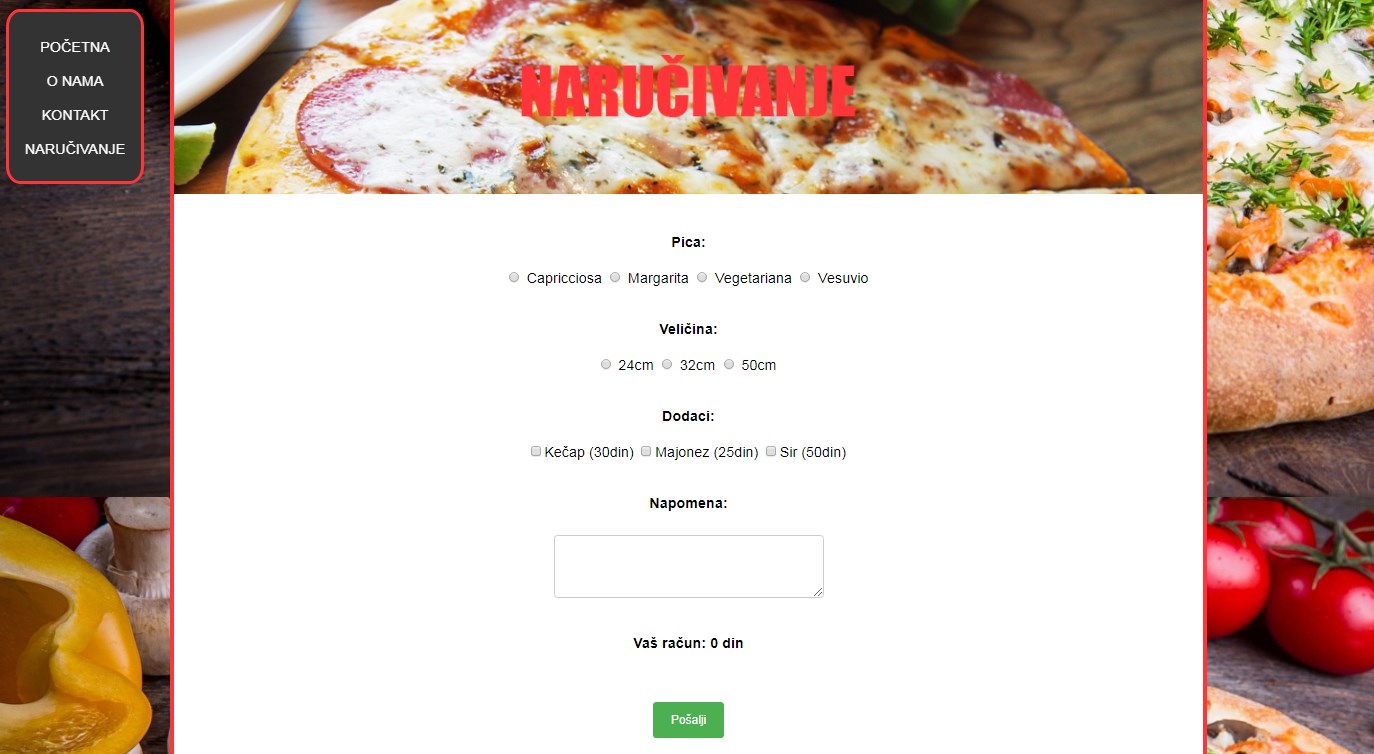 POČETNA
O NAMA
KONTAKT
NARUČIVANJE
NARUČIVANJE
Pica:
Capricciosa Margarita Vegetariana Vesuvio
Veličina:
24cm 32cm 50cm
Dodaci:
Kečap (30din) Majonez (25din) Sir (50din)
Napomena:
Vaš račun: 0 din
Pošalji